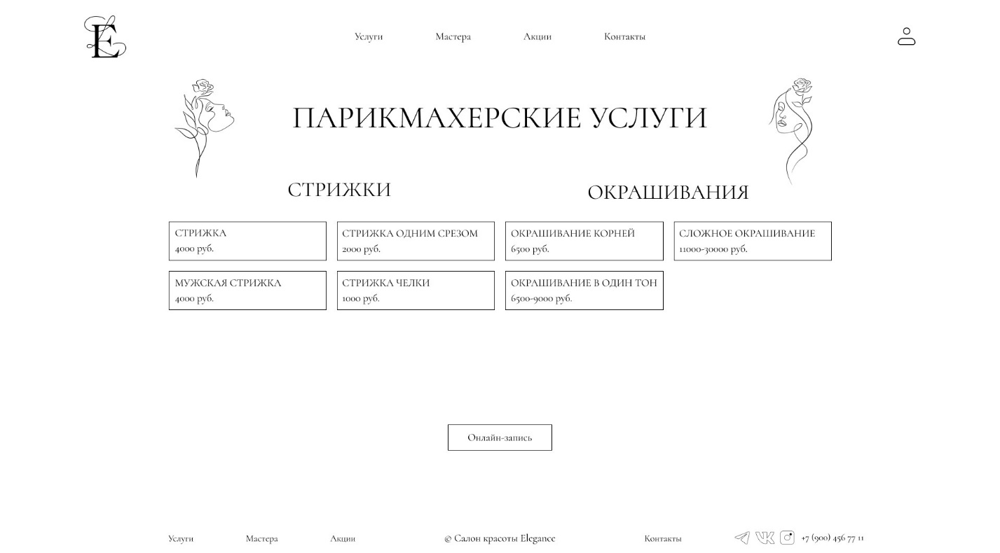 E
Услуги
Мастера
Акции
Контакты
ПАРИКМАХЕРСКИЕ УСЛУГИ
СТРИЖКИ
СТРИЖКА
4000 руб.
СТРИЖКА ОДНИМ СРЕЗОМ
2000 руб.
МУЖСКАЯ СТРИЖКА
4000 руб.
СТРИЖКА ЧЕЛКИ
1000 руб.
ОКРАШИВАНИЯ
ОКРАШИВАНИЕ КОРНЕЙ
6500 руб.
СЛОЖНОЕ ОКРАШИВАНИЕ
11000-30000 руб.
ОКРАШИВАНИЕ В ОДИН ТОН
6500-9000 руб.
Онлайн-запись
Услуги
Мастера
Акции
© Салон красоты Elegance
Контакты
+7 (900) 456 77 11